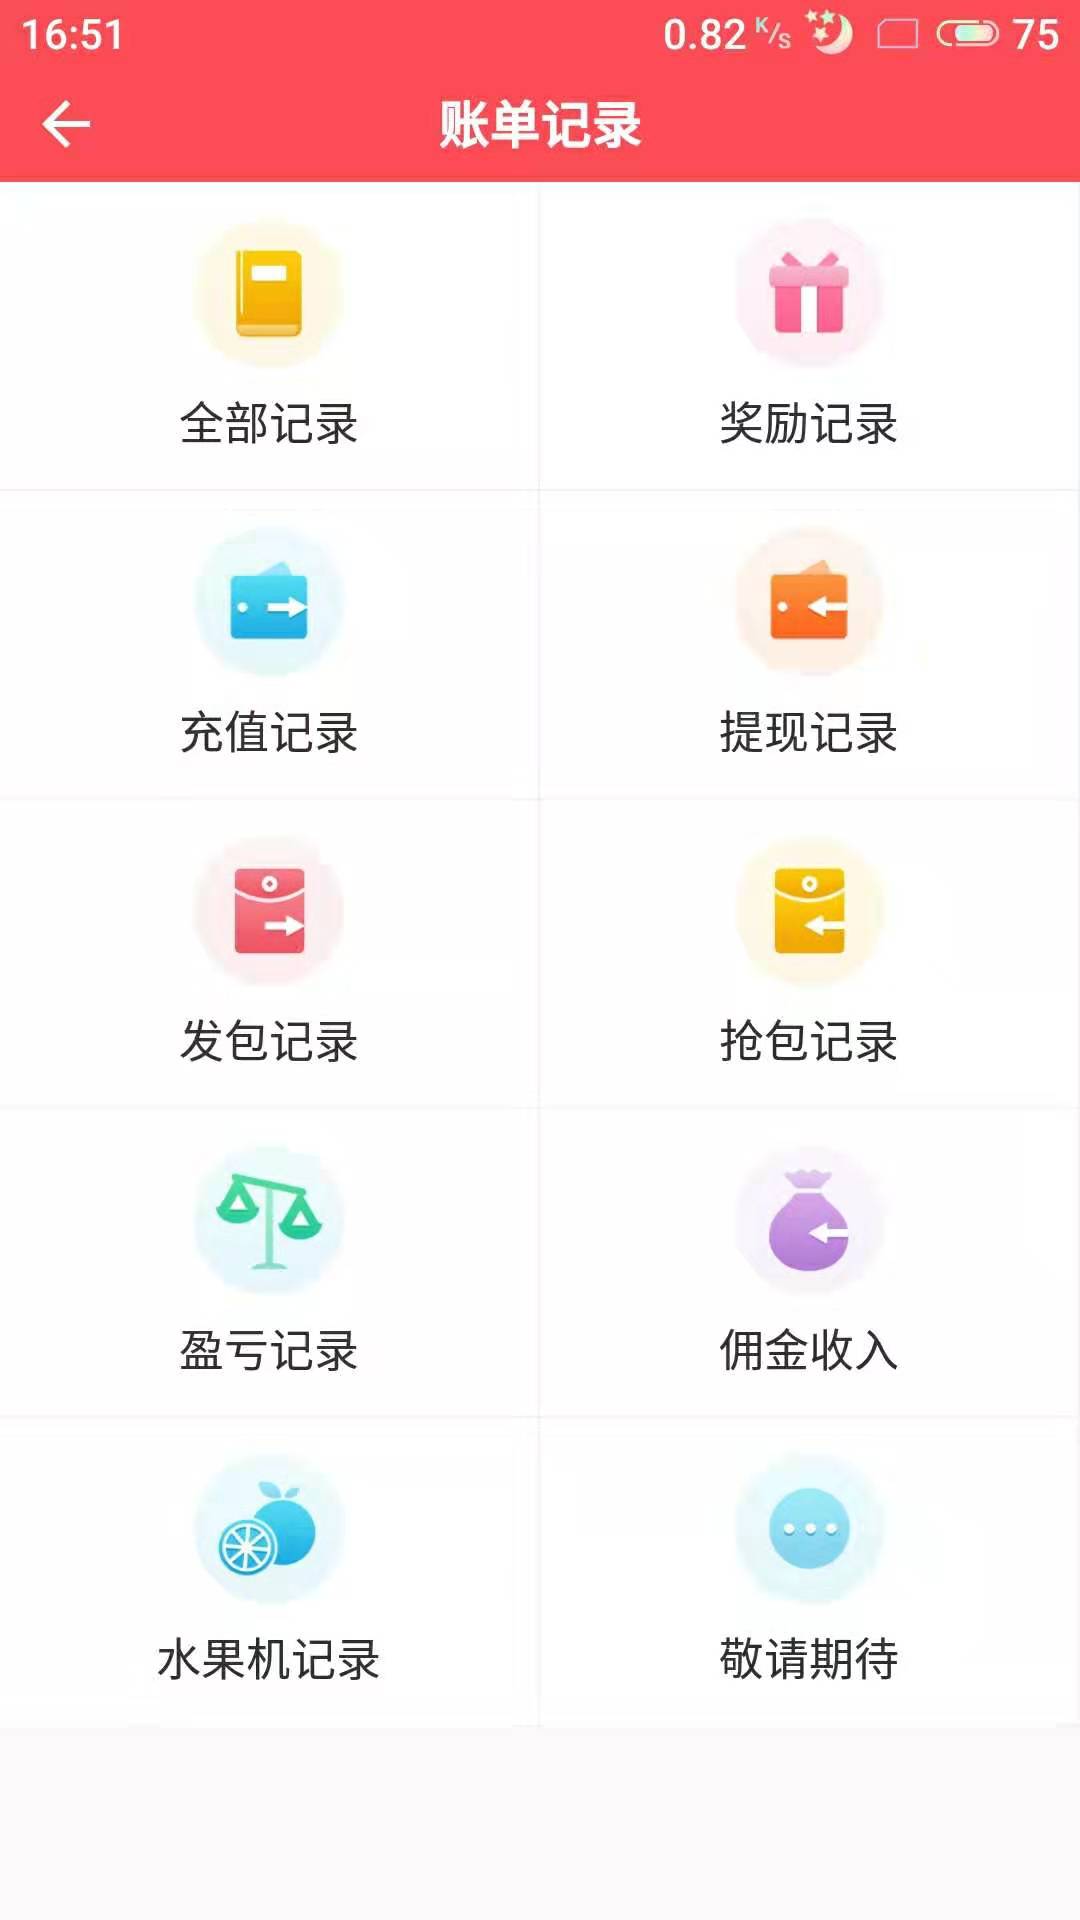 16:51 0.82 K/s 75
账单记录
全部记录 奖励记录
充值记录 提现记录
发包记录 抢包记录
盈亏记录 佣金收入
水果机记录 敬请期待